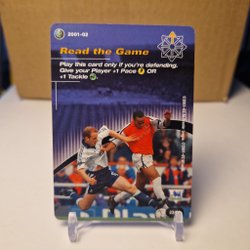 2001-02
Read the Game
Play this card only if you're defending.
Give your Player +1 Pace OR
+1 Tackle